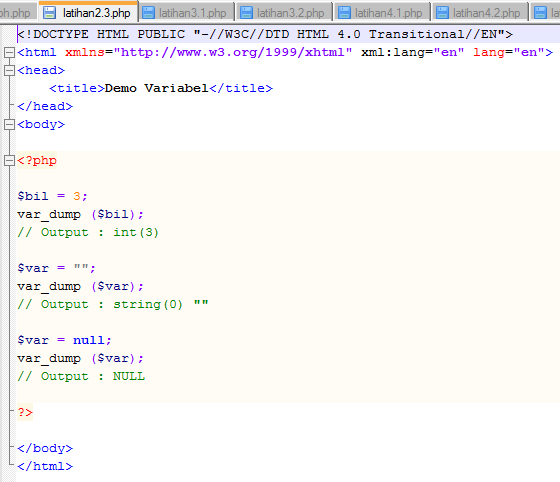 ph.php latihan2.3.php latihan3.1.php latihan3.2.php latihan4.1.php latihan4.2.php
<!DOCTYPE HTML PUBLIC "-//W3C//DTD HTML 4.0 Transitional//EN">
<html xmlns="http://www.w3.org/1999/xhtml" xml:lang="en" lang="en">
<head>
    <title>Demo Variabel</title>
</head>
<body>
<?php
$bil = 3;
var_dump ($bil);
// Output : int(3)
$var = "";
var_dump ($var);
// Output : string(0) ""
$var = null;
var_dump ($var);
// Output : NULL
?>
</body>
</html>